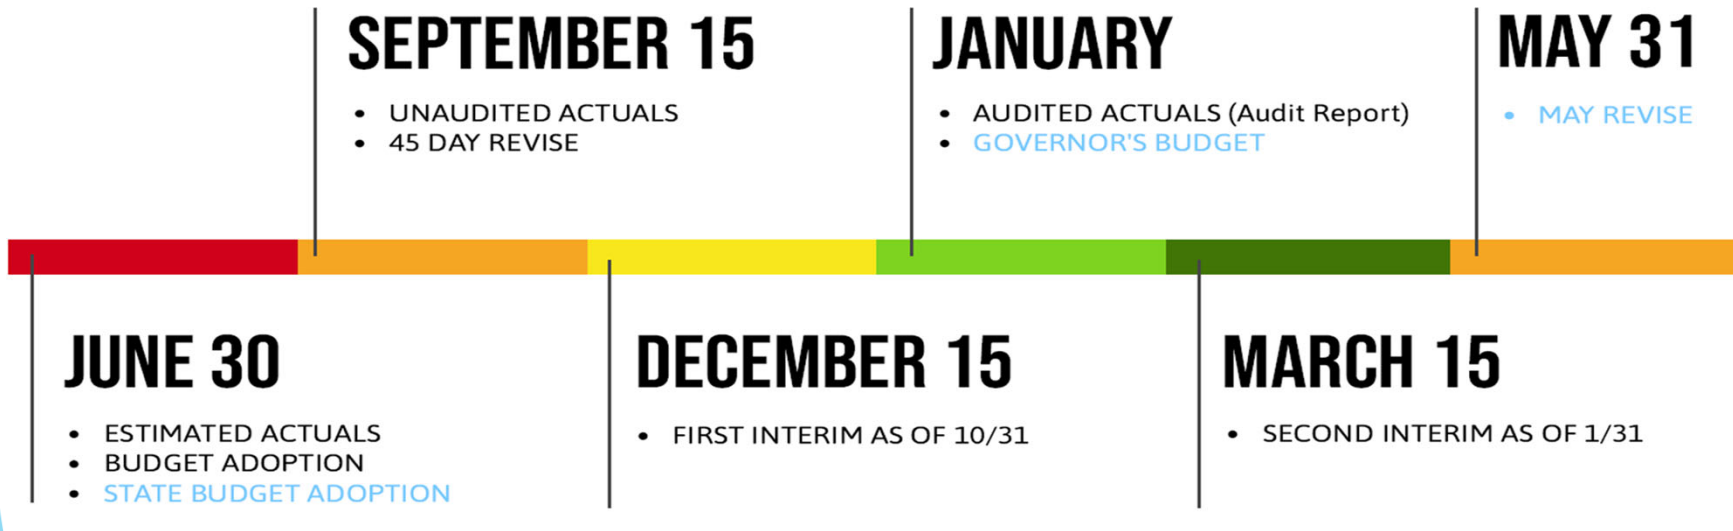 SEPTEMBER 15
• UNAUDITED ACTUALS
• 45 DAY REVISE
JANUARY
• AUDITED ACTUALS (Audit Report)
• GOVERNOR'S BUDGET
MAY 31
• MAY REVISE
JUNE 30
• ESTIMATED ACTUALS
• BUDGET ADOPTION
• STATE BUDGET ADOPTION
DECEMBER 15
• FIRST INTERIM AS OF 10/31
MARCH 15
• SECOND INTERIM AS OF 1/31